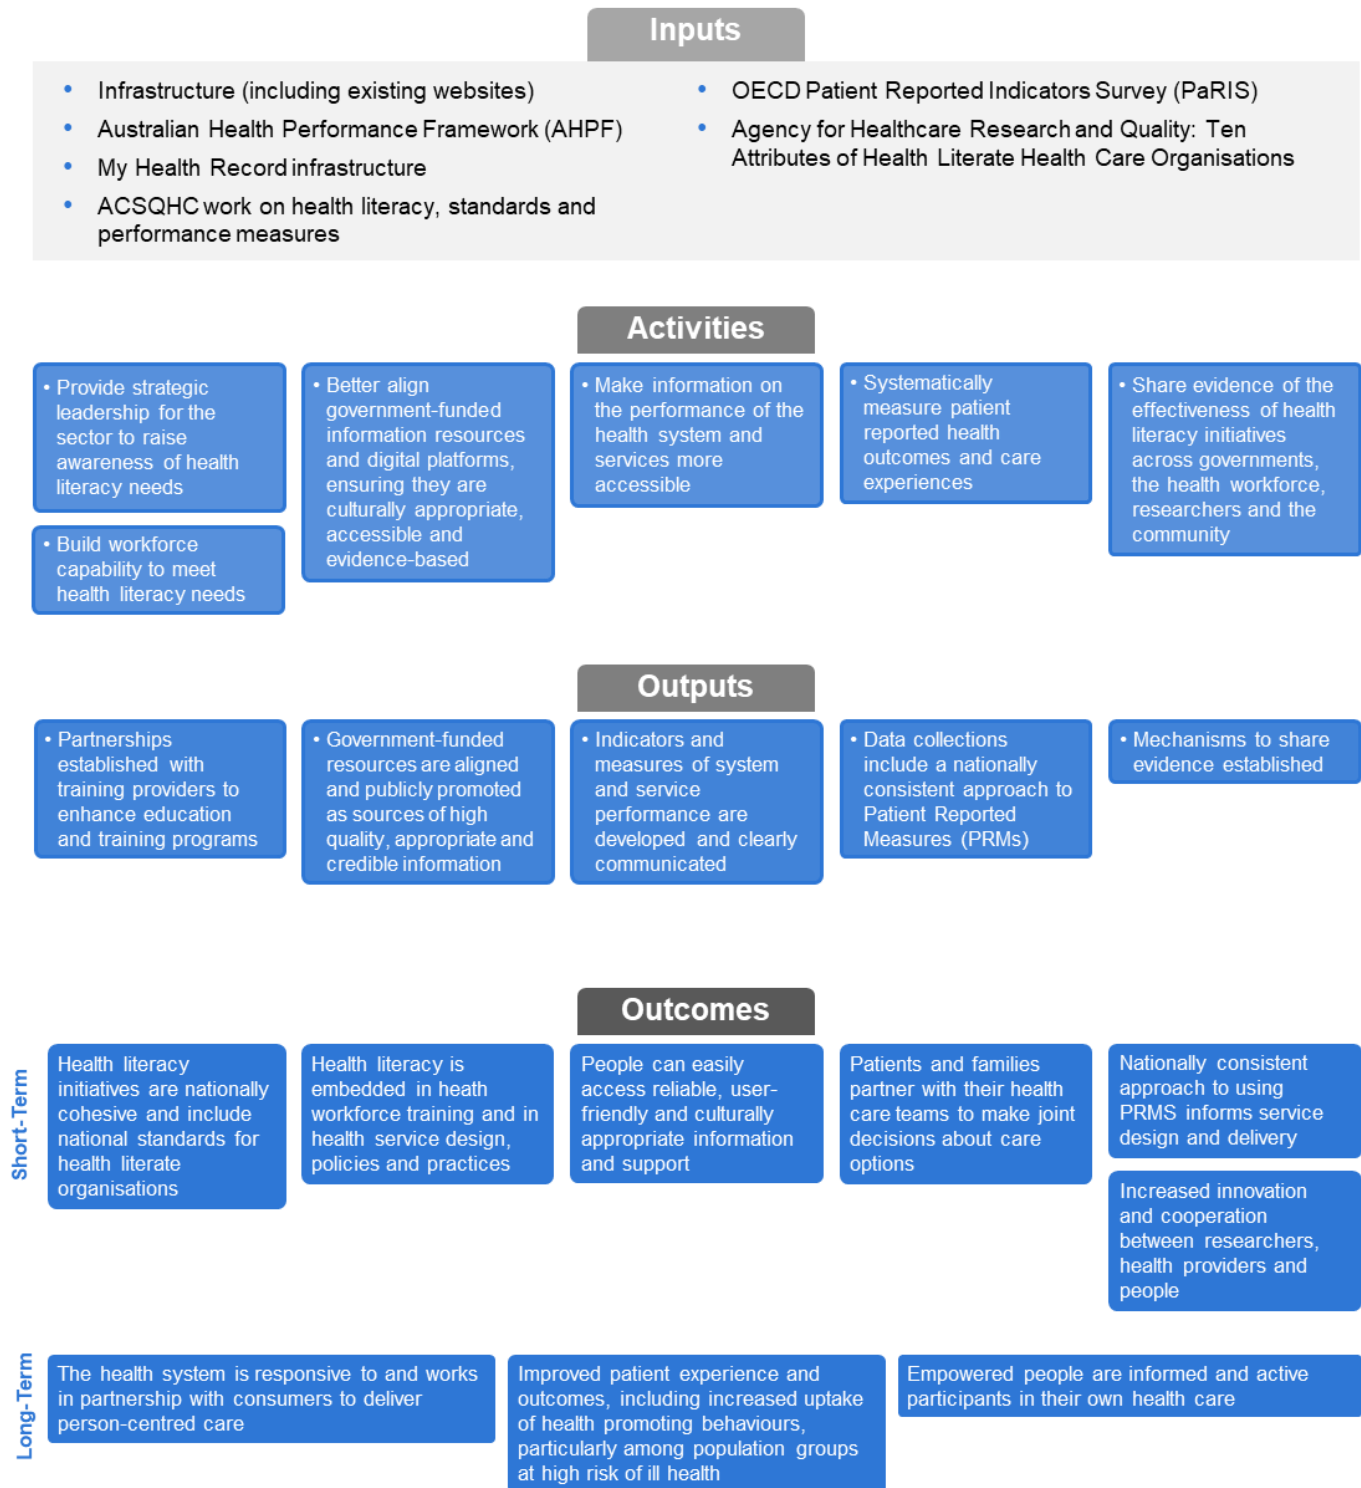 Inputs
• Infrastructure (including existing websites)
• Australian Health Performance Framework (AHPF)
• My Health Record infrastructure
• ACSQHC work on health literacy, standards and
performance measures
• OECD Patient Reported Indicators Survey (PaRIS)
• Agency for Healthcare Research and Quality: Ten
Attributes of Health Literate Health Care Organisations
Activities
• Provide strategic
leadership for the
sector to raise
awareness of health
literacy needs
• Build workforce
capability to meet
health literacy needs
• Better align
government-funded
information resources
and digital platforms,
ensuring they are
culturally appropriate,
accessible and
evidence-based
• Make information on
the performance of the
health system and
services more
accessible
• Systematically
measure patient
reported health
outcomes and care
experiences
• Share evidence of the
effectiveness of health
literacy initiatives
across governments,
the health workforce,
researchers and the
community
Outputs
• Partnerships
established with
training providers to
enhance education
and training programs
• Government-funded
resources are aligned
and publicly promoted
as sources of high
quality, appropriate and
credible information
• Indicators and
measures of system
and service
performance are
developed and clearly
communicated
• Data collections
include a nationally
consistent approach to
Patient Reported
Measures (PRMs)
• Mechanisms to share
evidence established
Outcomes
Short-Term
Health literacy
initiatives are nationally
cohesive and include
national standards for
health literate
organisations
Health literacy is
embedded in heath
workforce training and in
health service design,
policies and practices
People can easily
access reliable, user-
friendly and culturally
appropriate information
and support
Patients and families
partner with their health
care teams to make joint
decisions about care
options
Nationally consistent
approach to using
PRMS informs service
design and delivery
Increased innovation
and cooperation
between researchers,
health providers and
people
Long-Term
The health system is responsive to and works
in partnership with consumers to deliver
person-centred care
Improved patient experience and
outcomes, including increased uptake
of health promoting behaviours,
particularly among population groups
at high risk of ill health
Empowered people are informed and active
participants in their own health care